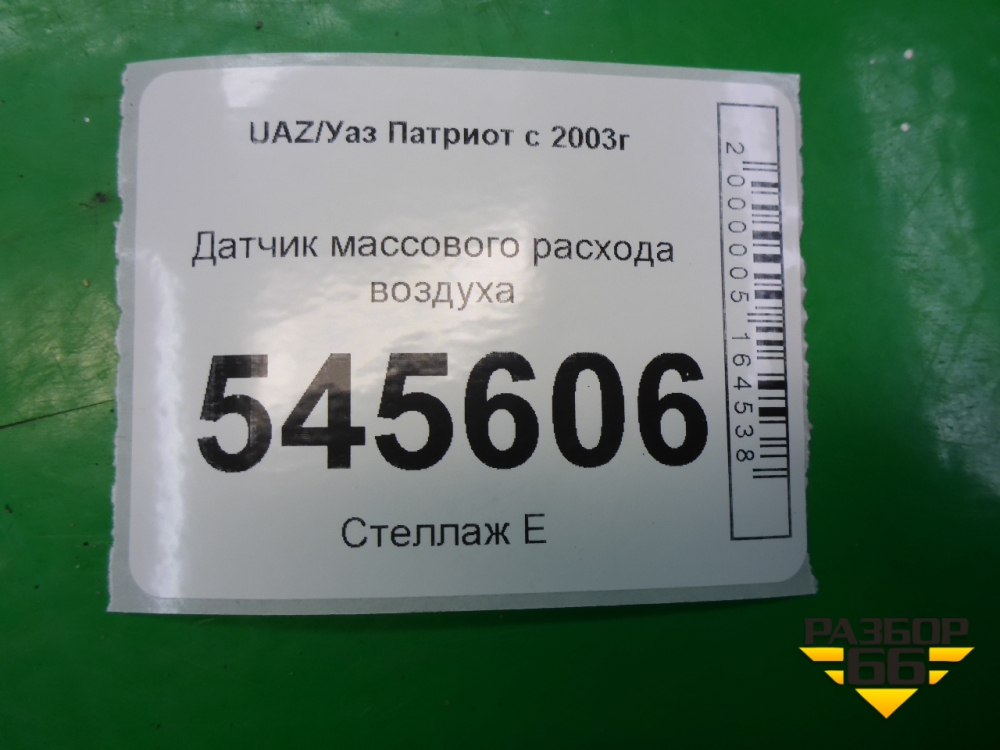 UAZ/Уаз Патриот с 2003г
Датчик массового расхода
воздуха
545606
Стеллаж Е
2000005164538
РАЗБОР
66